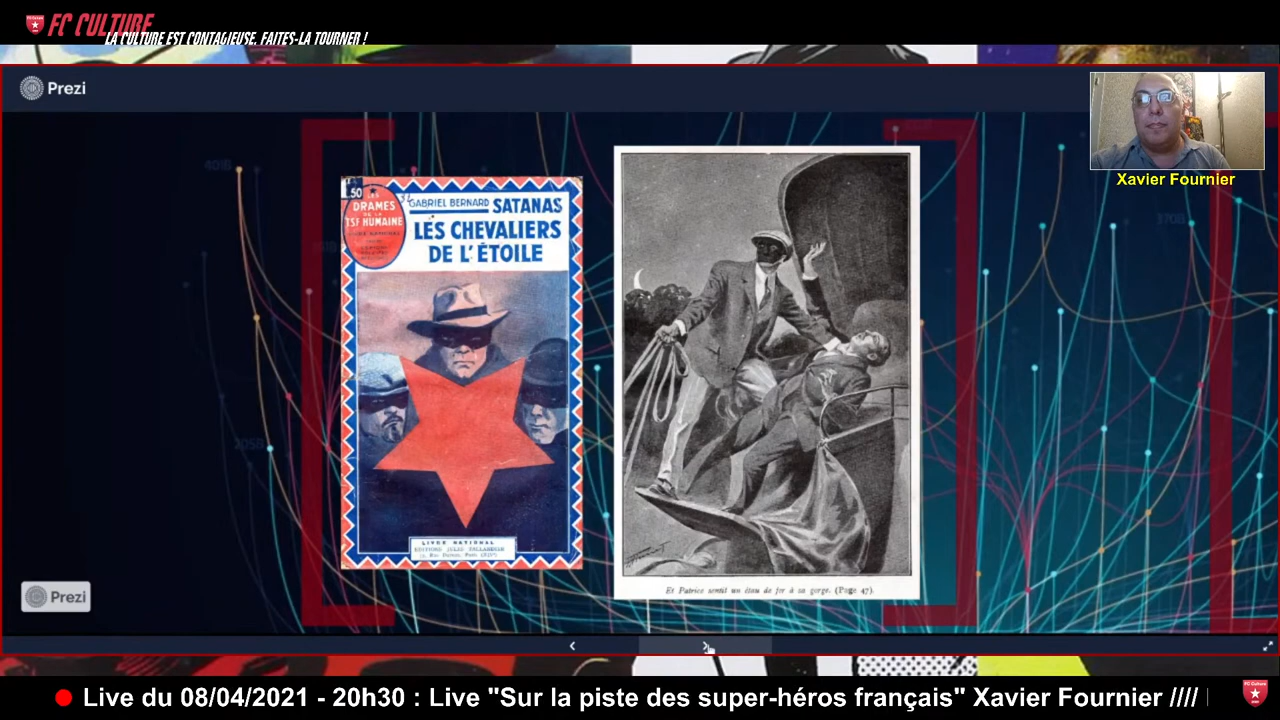 FC CULTURE
LA CULTURE EST CONTAGIEUSE. FAITES-LA TOURNER !
Prezi
Xavier Fournier
1.50
DRAMES
DE LA
TSF HUMAINE
GABRIEL BERNARD SATANAS
LES CHEVALIERS
DE L'ÉTOILE
LIVRE NATIONAL
ÉDITIONS JULES TALLANDIER
Et Patrice sentit un étau de fer à sa gorge. (Page 47).
Prezi
Live du 08/04/2021 - 20h30 : Live "Sur la piste des super-héros français" Xavier Fournier ////